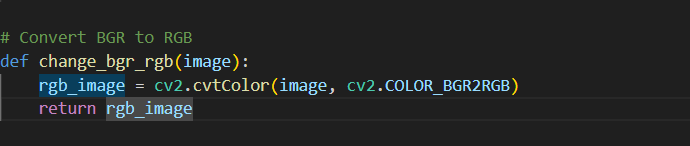 # Convert BGR to RGB
def change_bgr_rgb(image):
    rgb_image = cv2.cvtColor(image, cv2.COLOR_BGR2RGB)
    return rgb_image